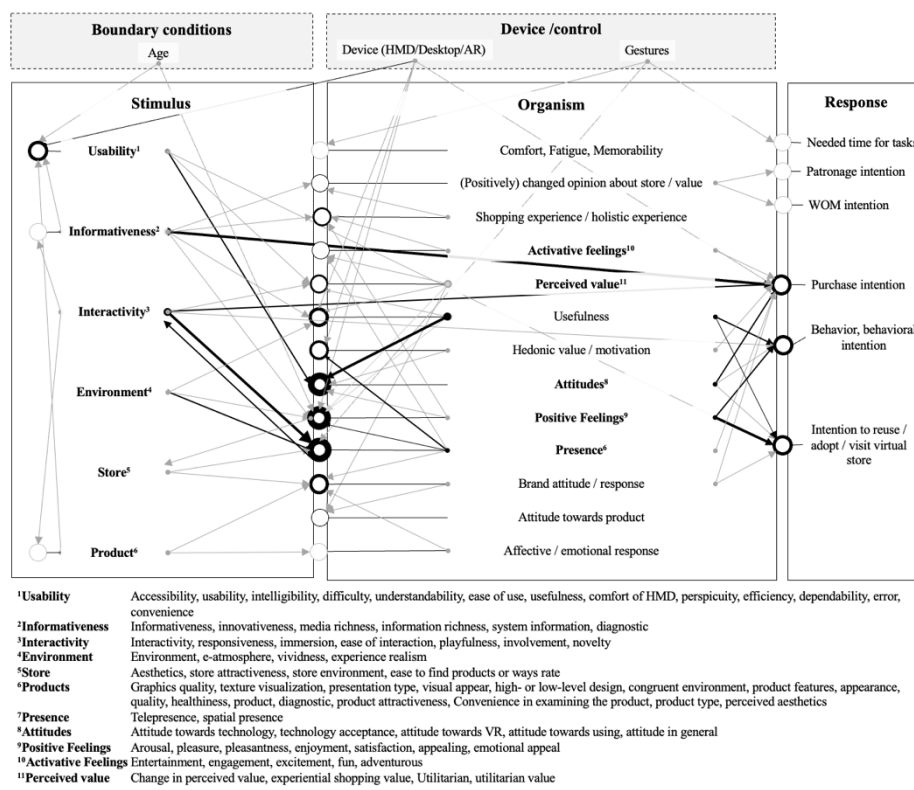 Boundary conditions
Age
Device /control
Device (HMD/Desktop/AR)
Gestures
Stimulus
Usability¹
Informativeness²
Interactivity³
Environment⁴
Store⁵
Product⁶
Organism
Comfort, Fatigue, Memorability
(Positively) changed opinion about store / value
Shopping experience / holistic experience
Activative feelings¹⁰
Perceived value¹¹
Usefulness
Hedonic value / motivation
Attitudes⁸
Positive Feelings⁹
Presence⁶
Brand attitude / response
Attitude towards product
Affective / emotional response
Response
Needed time for task
Patronage intention
WOM intention
Purchase intention
Behavior, behavioral
intention
Intention to reuse /
adopt / visit virtual
store
¹Usability Accessibility, usability, intelligibility, difficulty, understandability, ease of use, usefulness, comfort of HMD, perspicuity, efficiency, dependability, error,
convenience
²Informativeness Informativeness, innovativeness, media richness, information richness, system information, diagnostic
³Interactivity Interactivity, responsiveness, immersion, ease of interaction, playfulness, involvement, novelty
⁴Environment Environment, e-atmosphere, vividness, experience realism
⁵Store Aesthetics, store attractiveness, store environment, ease to find products or ways rate
⁶Products Graphics quality, texture visualization, presentation type, visual appear, high- or low-level design, congruent environment, product features, appearance,
quality, healthiness, product, diagnostic, product attractiveness, Convenience in examining the product, product type, perceived aesthetics
⁷Presence Telepresence, spatial presence
⁸Attitudes Attitude towards technology, technology acceptance, attitude towards VR, attitude towards using, attitude in general
⁹Positive Feelings Arousal, pleasure, pleasantness, enjoyment, satisfaction, appealing, emotional appeal
¹⁰Activative Feelings Entertainment, engagement, excitement, fun, adventurous
¹¹Perceived value Change in perceived value, experiential shopping value, Utilitarian, utilitarian value